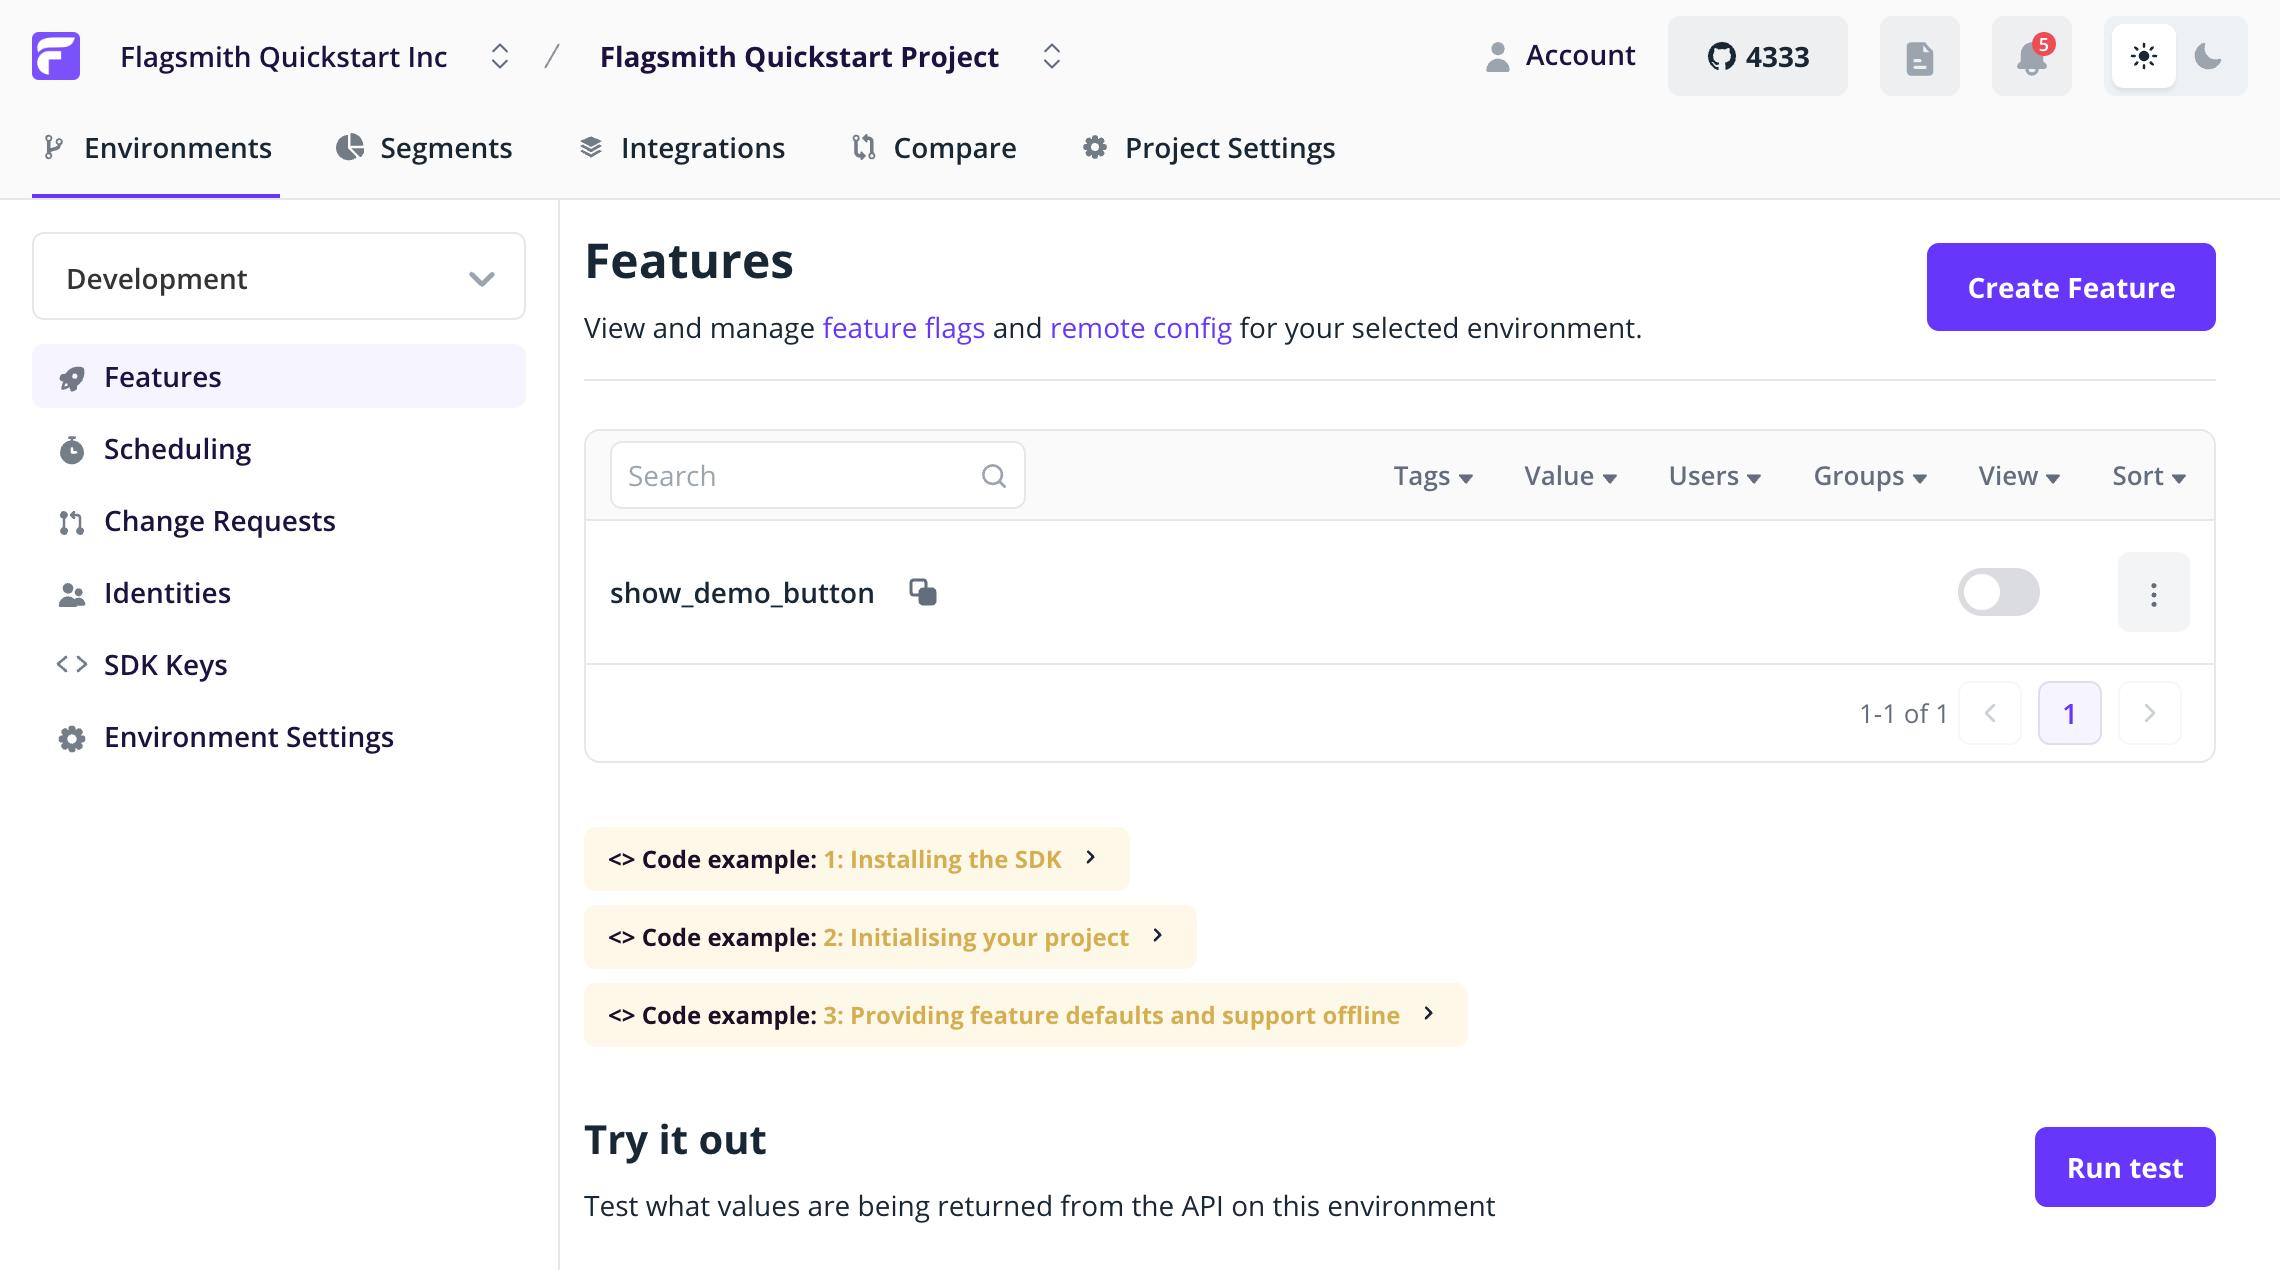 Flagsmith Quickstart Inc / Flagsmith Quickstart Project Account 4333 5
Environments Segments Integrations Compare Project Settings
Development
Features
Scheduling
Change Requests
Identities
<> SDK Keys
Environment Settings
Features
Create Feature
View and manage feature flags and remote config for your selected environment.
Search Tags Value Users Groups View Sort
show_demo_button
1-1 of 1 1
<> Code example: 1: Installing the SDK
<> Code example: 2: Initialising your project
<> Code example: 3: Providing feature defaults and support offline
Try it out
Run test
Test what values are being returned from the API on this environment